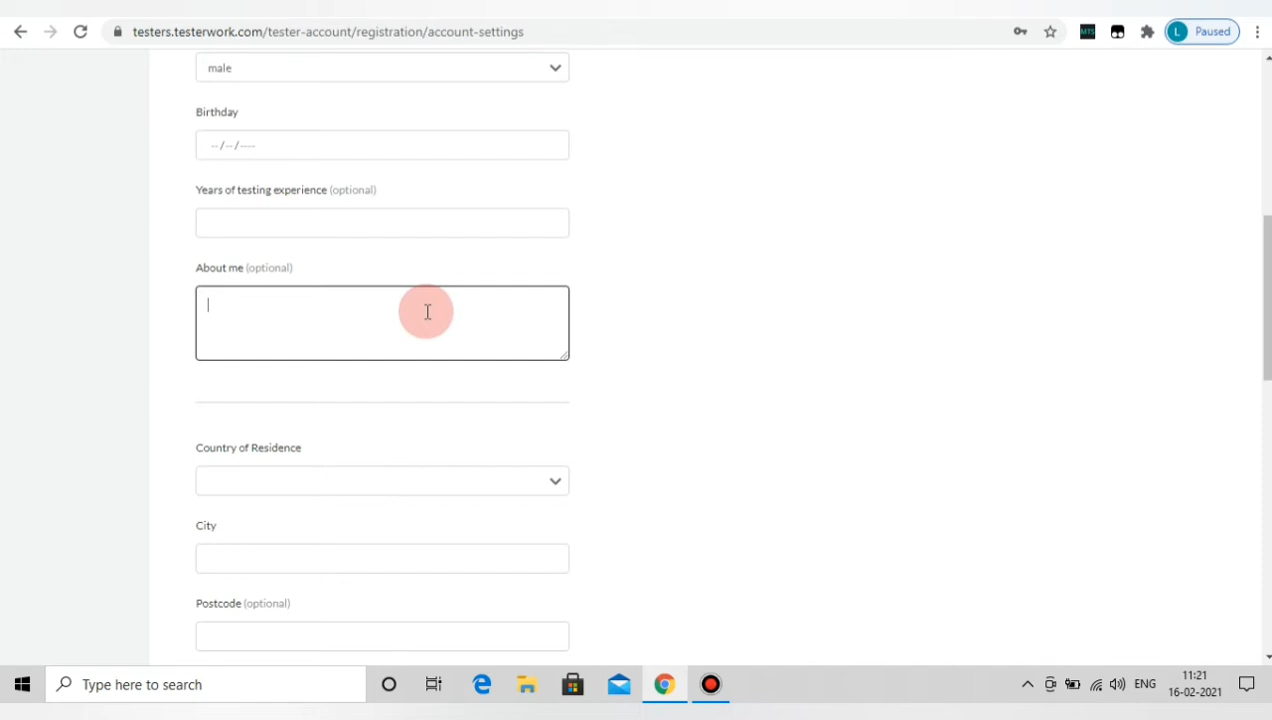 testers.testerwork.com/tester-account/registration/account-settings
MTS
L
Paused
male
Birthday
--/--/----
Years of testing experience (optional)
About me (optional)
Country of Residence
City
Postcode (optional)
Type here to search
ENG
11:21
16-02-2021